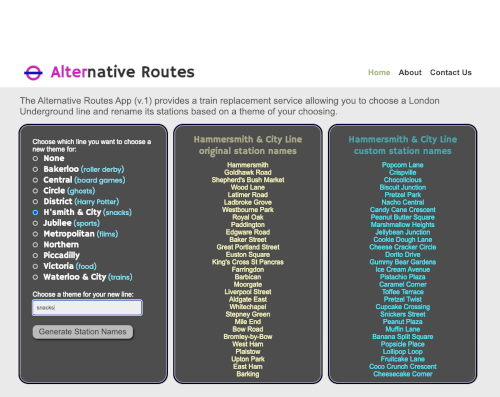 Alternative Routes
Home About Contact Us
The Alternative Routes App (v.1) provides a train replacement service allowing you to choose a London
Underground line and rename its stations based on a theme of your choosing.
Choose which line you want to choose a
new theme for:
None
Bakerloo (roller derby)
Central (board games)
Circle (ghosts)
District (Harry Potter)
H'smith & City (snacks)
Jubilee (sports)
Metropolitan (films)
Northern
Piccadilly
Victoria (food)
Waterloo & City (trains)
Choose a theme for your new line:
snacks
Generate Station Names
Hammersmith & City Line
original station names
Hammersmith
Goldhawk Road
Shepherd's Bush Market
Wood Lane
Latimer Road
Ladbroke Grove
Westbourne Park
Royal Oak
Paddington
Edgware Road
Baker Street
Great Portland Street
Euston Square
King's Cross St Pancras
Farringdon
Barbican
Moorgate
Liverpool Street
Aldgate East
Whitechapel
Stepney Green
Mile End
Bow Road
Bromley-by-Bow
West Ham
Plaistow
Upton Park
East Ham
Barking
Hammersmith & City Line
custom station names
Popcorn Lane
Crispville
Chocolicious
Biscuit Junction
Pretzel Park
Nacho Central
Candy Cane Crescent
Peanut Butter Square
Marshmallow Heights
Jellybean Junction
Cookie Dough Lane
Cheese Cracker Circle
Dorito Drive
Gummy Bear Gardens
Ice Cream Avenue
Pistachio Plaza
Caramel Corner
Toffee Terrace
Pretzel Twist
Cupcake Crossing
Snickers Street
Peanut Plaza
Muffin Lane
Banana Split Square
Popsicle Place
Lollipop Loop
Fruitcake Lane
Coco Crunch Crescent
Cheesecake Corner